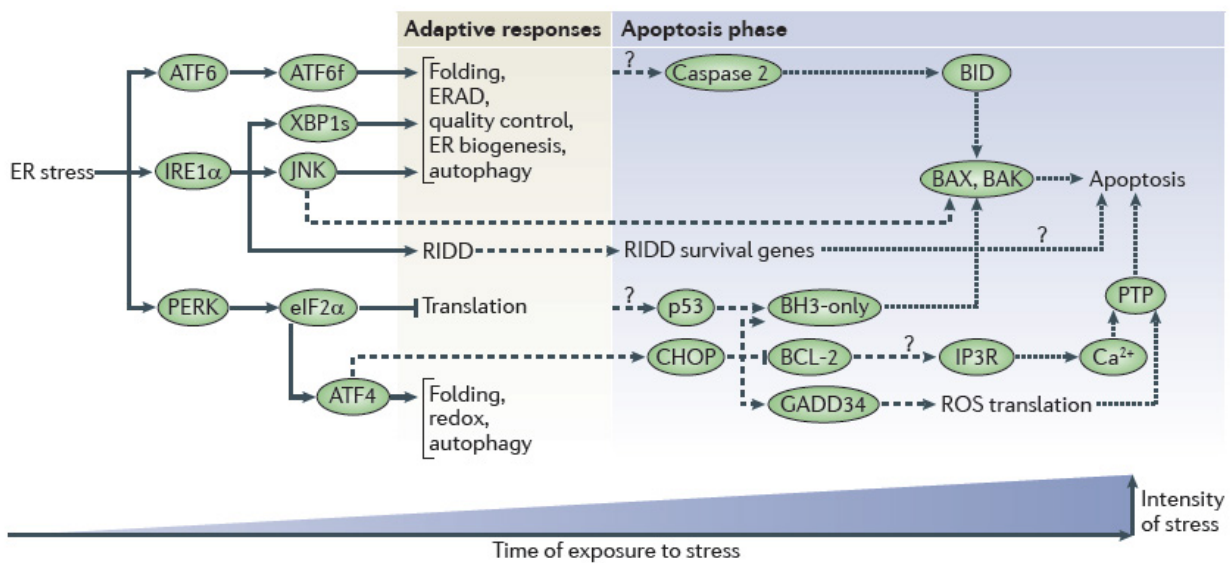 Adaptive responses
Apoptosis phase
ATF6
ATF6f
Folding,
ERAD,
quality control,
ER biogenesis,
autophagy
?
Caspase 2
BID
XBP1s
ER stress
IRE1α
JNK
BAX, BAK
Apoptosis
RIDD
RIDD survival genes
?
PERK
eIF2α
Translation
?
p53
BH3-only
PTP
CHOP
BCL-2
?
IP3R
Ca²⁺
ATF4
Folding,
redox,
autophagy
GADD34
ROS translation
Intensity
of stress
Time of exposure to stress